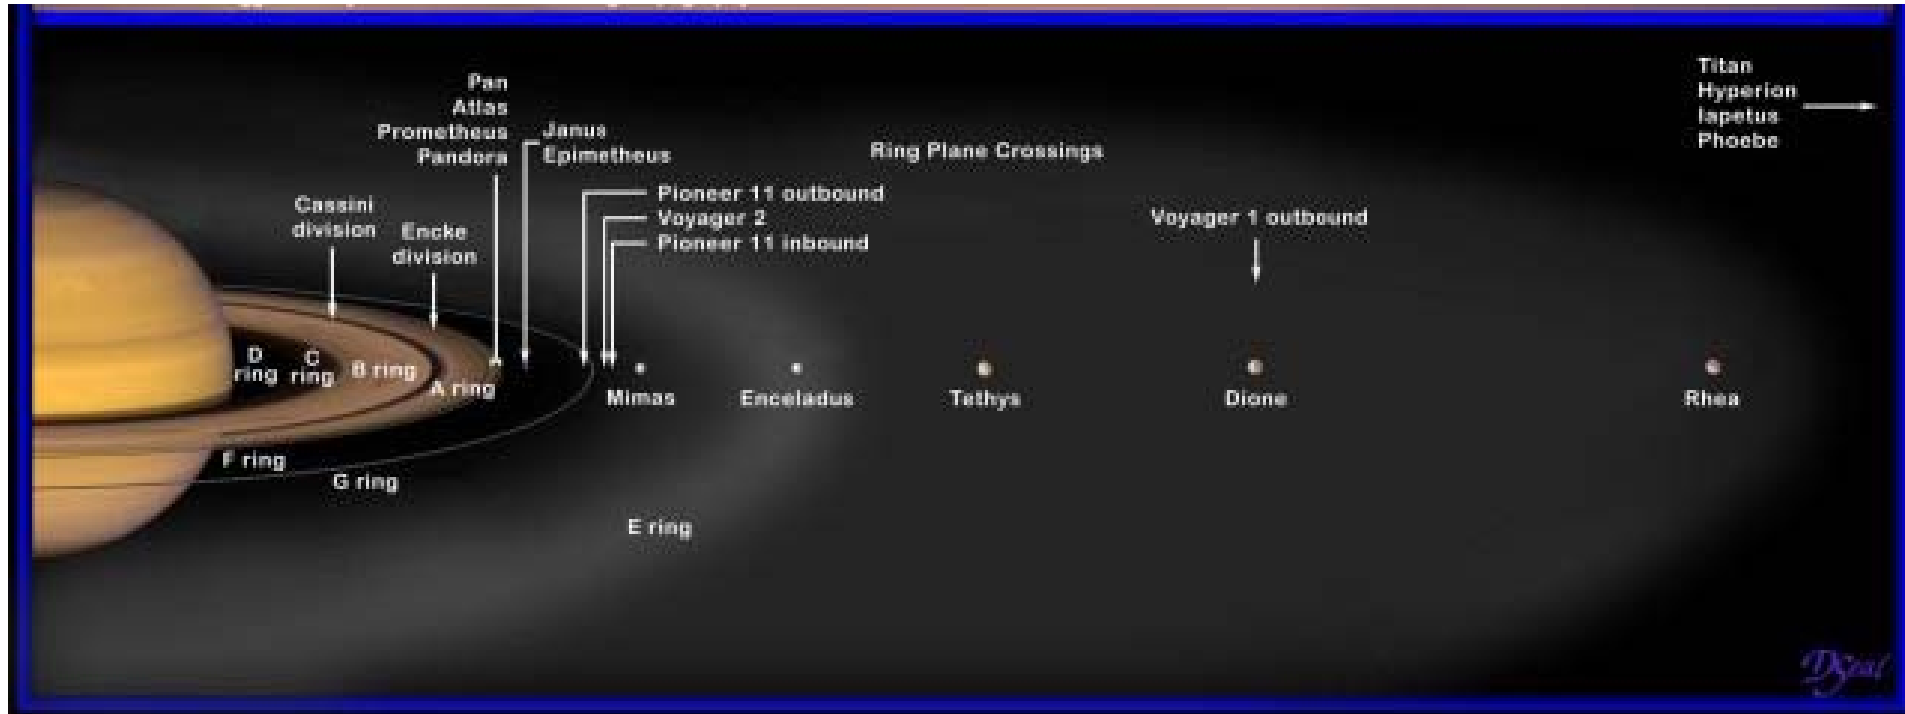 Pan
Atlas
Prometheus
Pandora
Janus
Epimetheus
Ring Plane Crossings
Titan
Hyperion
Iapetus
Phoebe
Cassini
division
Encke
division
Pioneer 11 outbound
Voyager 2
Pioneer 11 inbound
Voyager 1 outbound
D
ring
C
ring
B ring
A ring
Mimas
Enceladus
Tethys
Dione
Rhea
F ring
G ring
E ring
DSeal